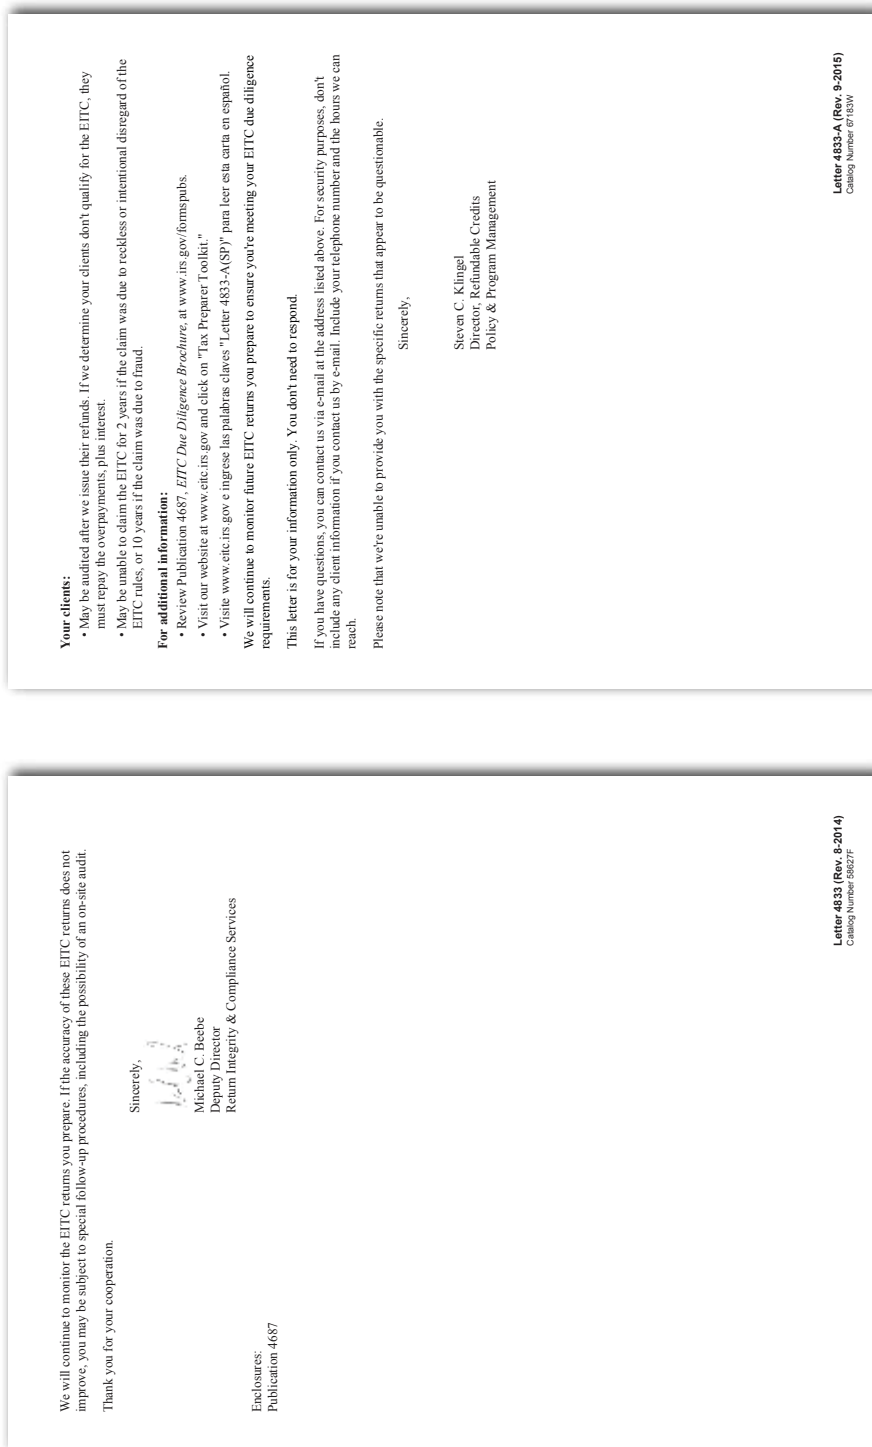 We will continue to monitor the EITC returns you prepare. If the accuracy of these EITC returns does not
improve, you may be subject to special follow-up procedures, including the possibility of an on-site audit.
Thank you for your cooperation.
Sincerely,
Michael C. Beebe
Deputy Director
Return Integrity & Compliance Services
Enclosures:
Publication 4687
Letter 4833 (Rev. 8-2014)
Catalog Number 58627F
Your clients:
• May be audited after we issue their refunds. If we determine your clients don't qualify for the EITC, they
must repay the overpayments, plus interest.
• May be unable to claim the EITC for 2 years if the claim was due to reckless or intentional disregard of the
EITC rules, or 10 years if the claim was due to fraud.
For additional information:
• Review Publication 4687, EITC Due Diligence Brochure, at www.irs.gov/formspubs.
• Visit our website at www.eitc.irs.gov and click on "Tax Preparer Toolkit."
• Visite www.eitc.irs.gov e ingrese las palabras claves "Letter 4833-A(SP)" para leer esta carta en español.
We will continue to monitor future EITC returns you prepare to ensure you're meeting your EITC due diligence
requirements.
This letter is for your information only. You don't need to respond.
If you have questions, you can contact us via e-mail at the address listed above. For security purposes, don't
include any client information if you contact us by e-mail. Include your telephone number and the hours we can
reach.
Please note that we're unable to provide you with the specific returns that appear to be questionable.
Sincerely,
Steven C. Klingel
Director, Refundable Credits
Policy & Program Management
Letter 4833-A (Rev. 9-2015)
Catalog Number 67183W